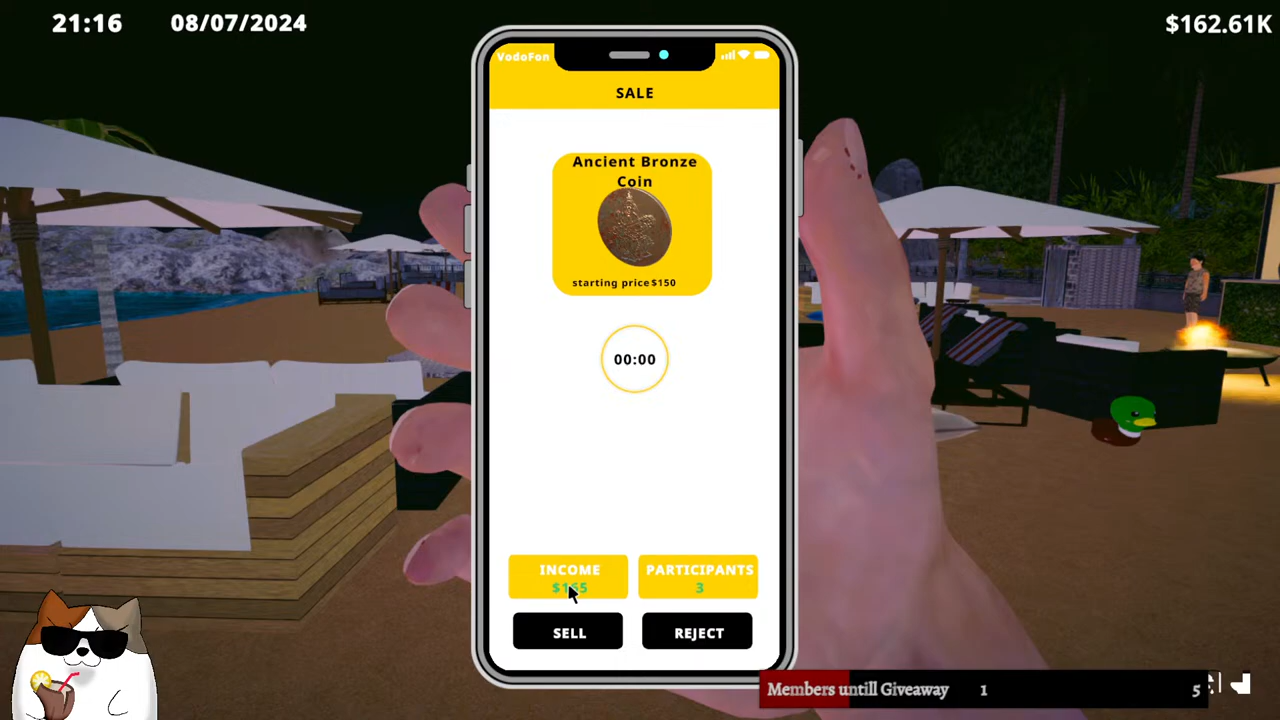 21:16
08/07/2024
$162.61K
VodoFon
SALE
Ancient Bronze
Coin
starting price $150
00:00
INCOME
PARTICIPANTS
$165
3
SELL
REJECT
Members untill Giveaway 1 5